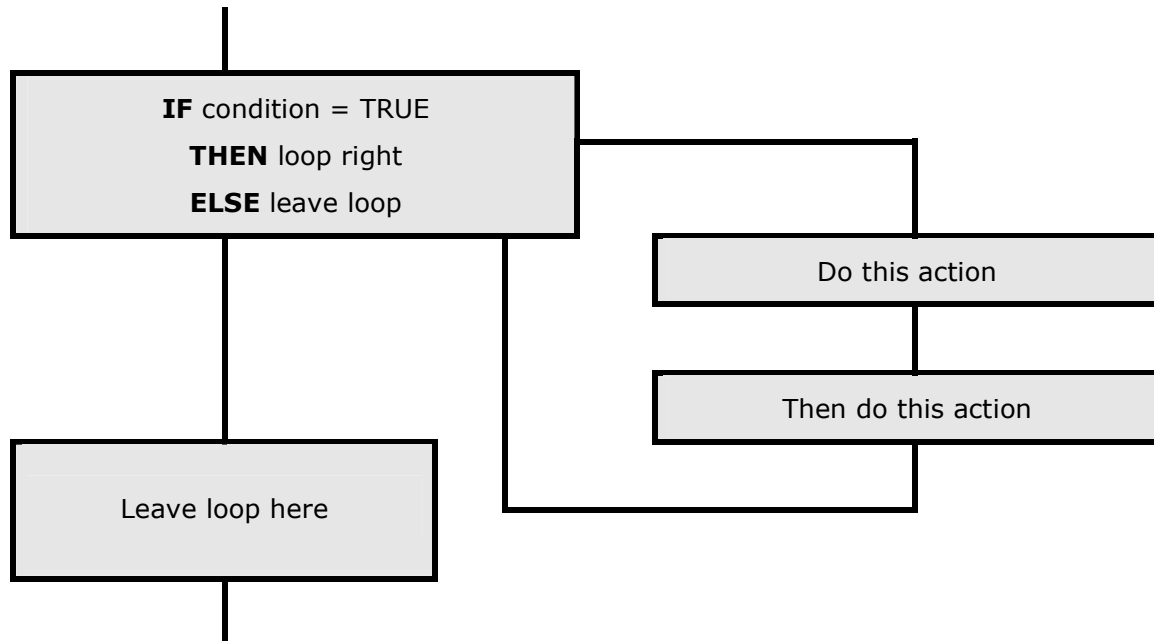 IF condition = TRUE
THEN loop right
ELSE leave loop
Do this action
Then do this action
Leave loop here